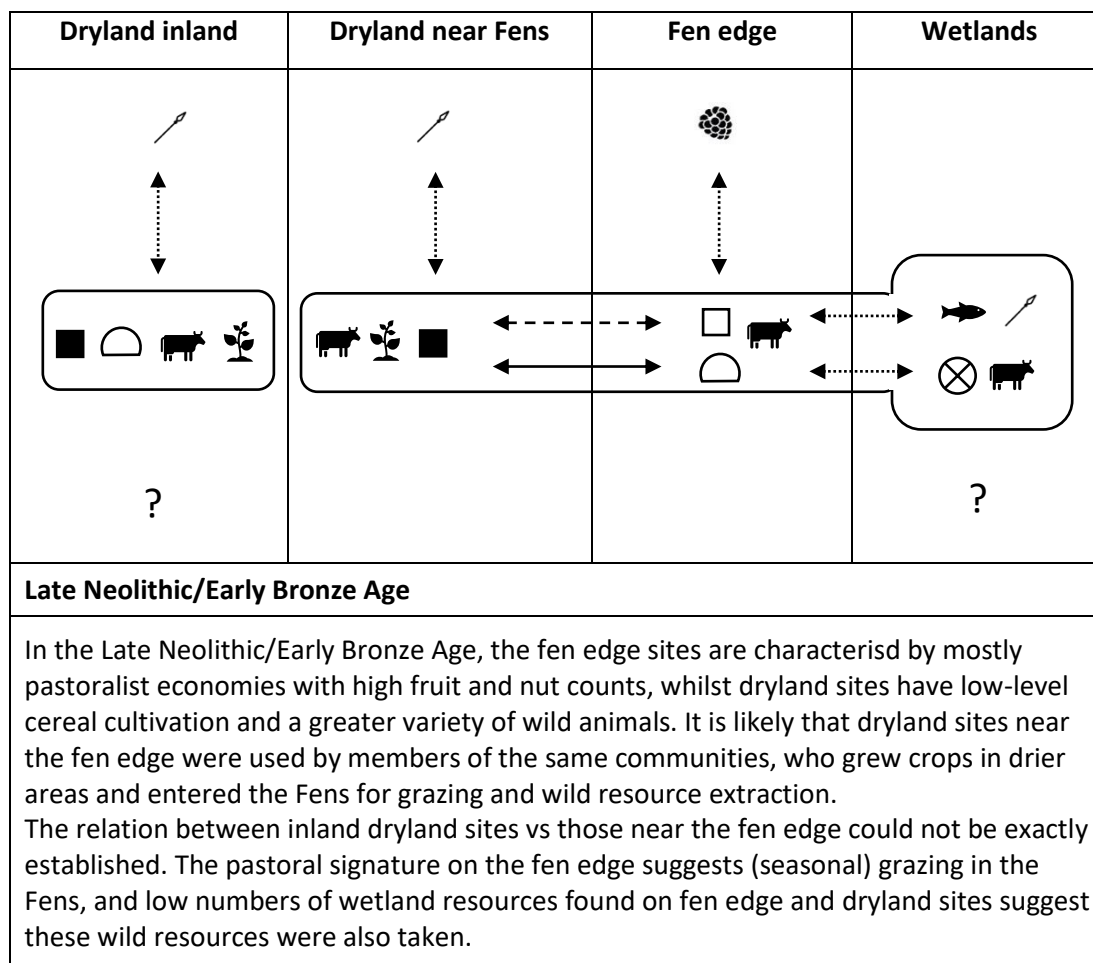 Dryland inland
Dryland near Fens
Fen edge
Wetlands
?
?
Late Neolithic/Early Bronze Age
In the Late Neolithic/Early Bronze Age, the fen edge sites are characterisd by mostly
pastoralist economies with high fruit and nut counts, whilst dryland sites have low-level
cereal cultivation and a greater variety of wild animals. It is likely that dryland sites near
the fen edge were used by members of the same communities, who grew crops in drier
areas and entered the Fens for grazing and wild resource extraction.
The relation between inland dryland sites vs those near the fen edge could not be exactly
established. The pastoral signature on the fen edge suggests (seasonal) grazing in the
Fens, and low numbers of wetland resources found on fen edge and dryland sites suggest
these wild resources were also taken.